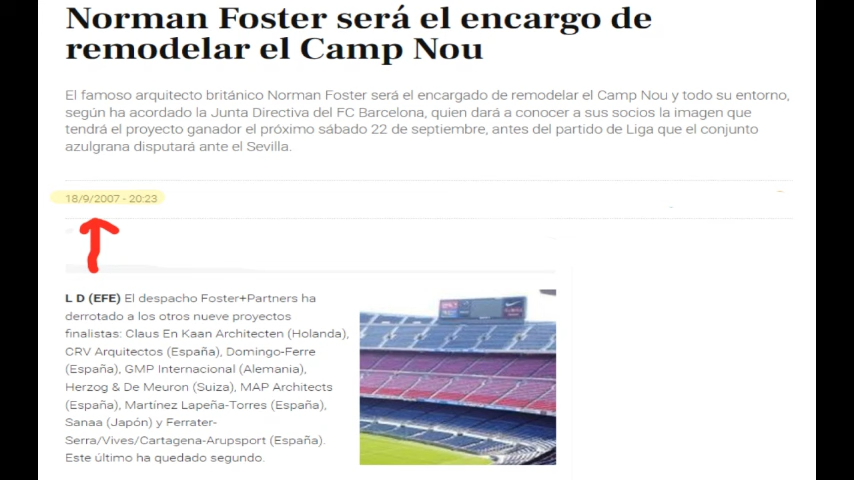 Norman Foster será el encargo de
remodelar el Camp Nou
El famoso arquitecto británico Norman Foster será el encargado de remodelar el Camp Nou y todo su entorno,
según ha acordado la Junta Directiva del FC Barcelona, quien dará a conocer a sus socios la imagen que
tendrá el proyecto ganador el próximo sábado 22 de septiembre, antes del partido de Liga que el conjunto
azulgrana disputará ante el Sevilla.
18/9/2007 - 20:23
L D (EFE) El despacho Foster+Partners ha
derrotado a los otros nueve proyectos
finalistas: Claus En Kaan Architecten (Holanda),
CRV Arquitectos (España), Domingo-Ferre
(España), GMP Internacional (Alemania),
Herzog & De Meuron (Suiza), MAP Architects
(España), Martínez Lapeña-Torres (España),
Sanaa (Japón) y Ferrater-
Serra/Vives/Cartagena-Arupsport (España).
Este último ha quedado segundo.